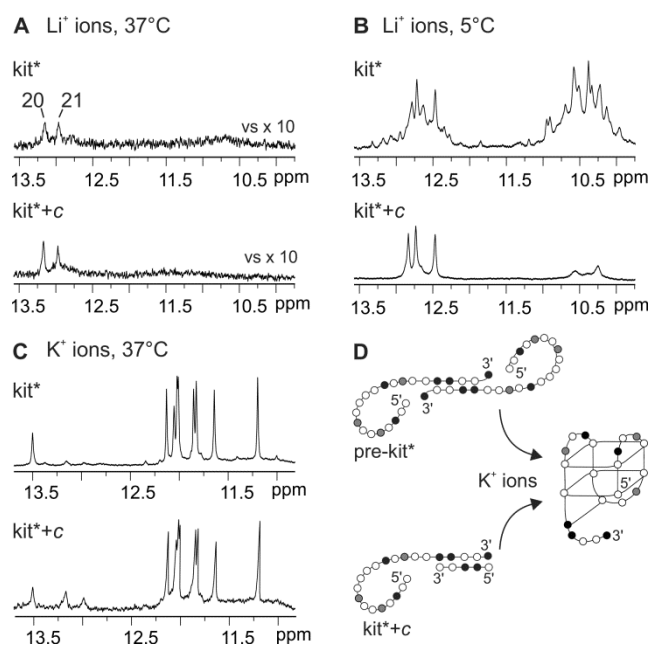 A Li⁺ ions, 37°C
kit*
20 21
vs x 10
13.5 12.5 11.5 10.5 ppm
kit*+c
vs x 10
13.5 12.5 11.5 10.5 ppm
B Li⁺ ions, 5°C
kit*
13.5 12.5 11.5 10.5 ppm
kit*+c
13.5 12.5 11.5 10.5 ppm
C K⁺ ions, 37°C
kit*
13.5 12.5 11.5 ppm
kit*+c
13.5 12.5 11.5 ppm
D
3'
5'
5'
3'
pre-kit*
K⁺ ions
5'
3'
3'
5'
5'
kit*+c